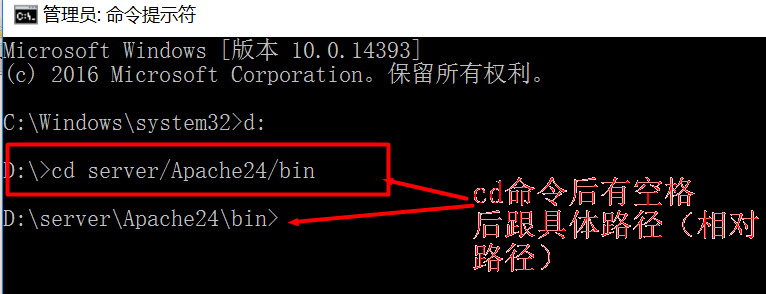 管理员: 命令提示符
Microsoft Windows [版本 10.0.14393]
(c) 2016 Microsoft Corporation。保留所有权利。
C:\Windows\system32>d:
D:\>cd server/Apache24/bin
D:\server\Apache24\bin>
cd命令后有空格
后跟具体路径（相对
路径）